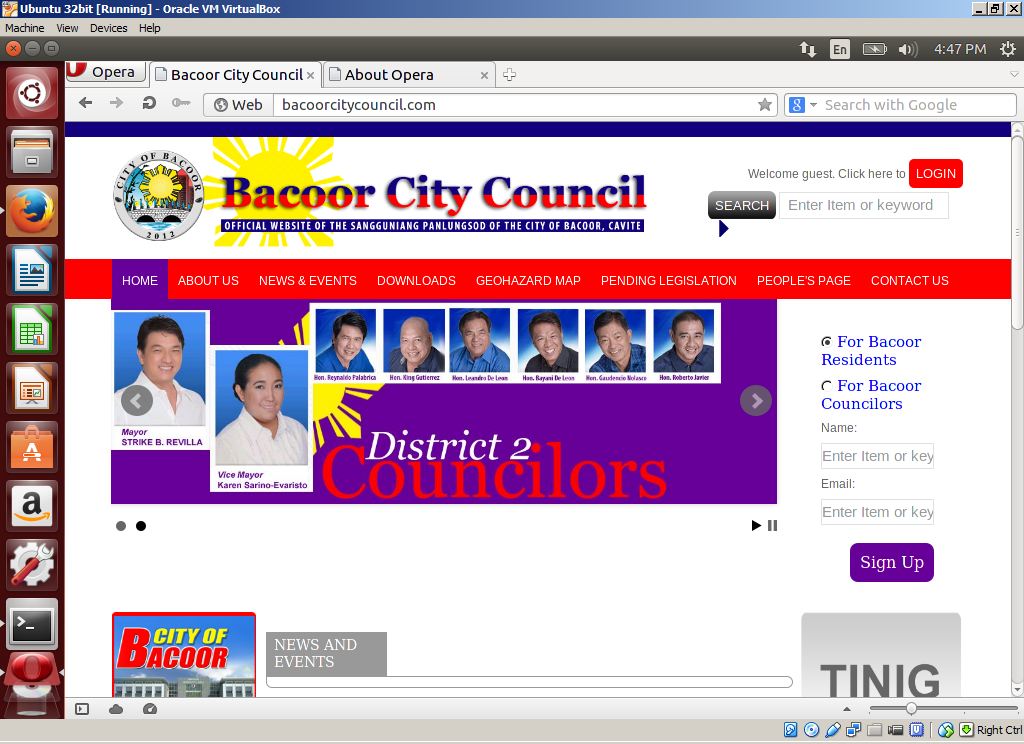 Ubuntu 32bit [Running] - Oracle VM VirtualBox
Machine View Devices Help
En 4:47 PM
Opera Bacoor City Council × About Opera ×
Web bacoorcitycouncil.com 8 Search with Google
CITY OF BACOOR
2012
Bacoor City Council
OFFICIAL WEBSITE OF THE SANGGUNIANG PANLUNGSOD OF THE CITY OF BACOOR, CAVITE
Welcome guest. Click here to LOGIN
SEARCH Enter Item or keyword
HOME ABOUT US NEWS & EVENTS DOWNLOADS GEOHAZARD MAP PENDING LEGISLATION PEOPLE'S PAGE CONTACT US
Hon. Reynaldo Palabrica Hon. King Gutierrez Hon. Leandro De Leon Hon. Bayani De Leon Hon. Gaudencio Nolasco Hon. Roberto Javier
Mayor
STRIKE B. REVILLA
Vice Mayor
Karen Sarino-Evaristo
District 2
Councilors
For Bacoor
Residents
For Bacoor
Councilors
Name:
Enter Item or key
Email:
Enter Item or key
Sign Up
CITY OF
BACOOR
NEWS AND
EVENTS
TINIG
a
Right Ctrl